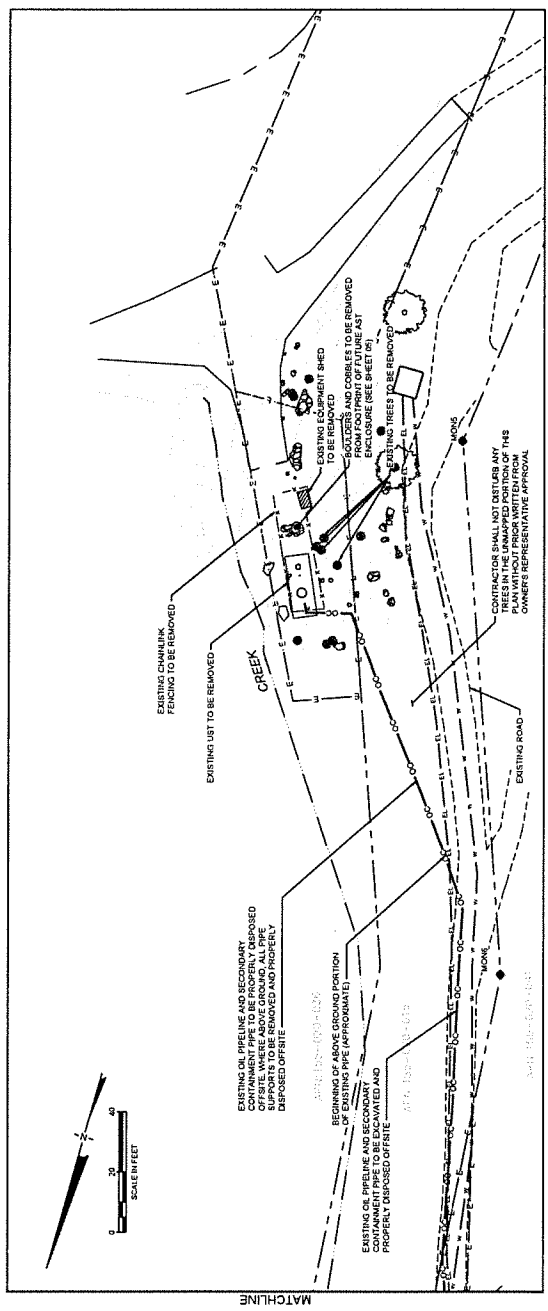 MATCHLINE
N
0 20 40
SCALE IN FEET
EXISTING OIL PIPELINE AND SECONDARY
CONTAINMENT PIPE TO BE PROPERLY DISPOSED
OFFSITE. WHERE ABOVE GROUND, ALL PIPE
SUPPORTS TO BE REMOVED AND PROPERLY
DISPOSED OFFSITE
BEGINNING OF ABOVE GROUND PORTION
OF EXISTING PIPE (APPROXIMATE)
EXISTING OIL PIPELINE AND SECONDARY
CONTAINMENT PIPE TO BE EXCAVATED AND
PROPERLY DISPOSED OFFSITE
EXISTING CHAINLINK
FENCING TO BE REMOVED
EXISTING UST TO BE REMOVED
CREEK
EXISTING EQUIPMENT SHED
TO BE REMOVED
BOULDERS AND COBBLES TO BE REMOVED
FROM FOOTPRINT OF FUTURE AST
ENCLOSURE (SEE SHEET 05)
EXISTING TREES TO BE REMOVED
MON5
CONTRACTOR SHALL NOT DISTURB ANY
TREES IN THE UNMAPPED PORTION OF THIS
PLAN WITHOUT PRIOR WRITTEN FROM
OWNER'S REPRESENTATIVE APPROVAL
EXISTING ROAD
MON6